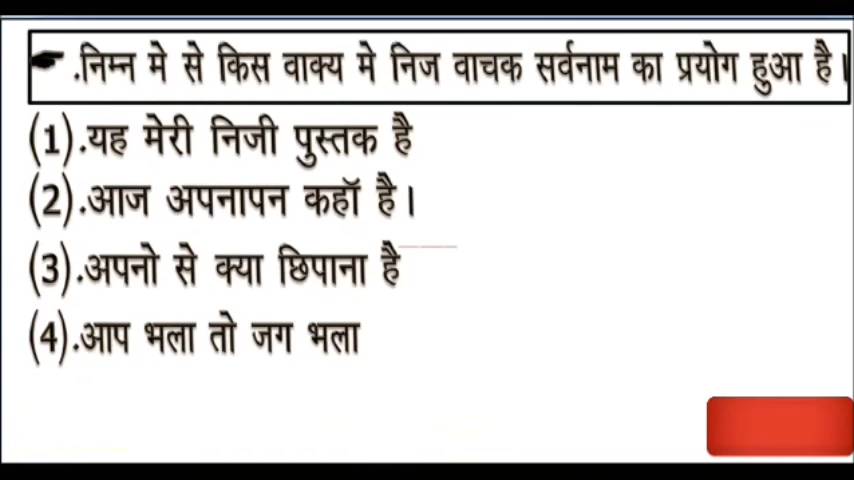 ☛.निम्न मे से किस वाक्य मे निज वाचक सर्वनाम का प्रयोग हुआ है।
(1).यह मेरी निजी पुस्तक है
(2).आज अपनापन कहॉ है।
(3).अपनो से क्या छिपाना है
(4).आप भला तो जग भला